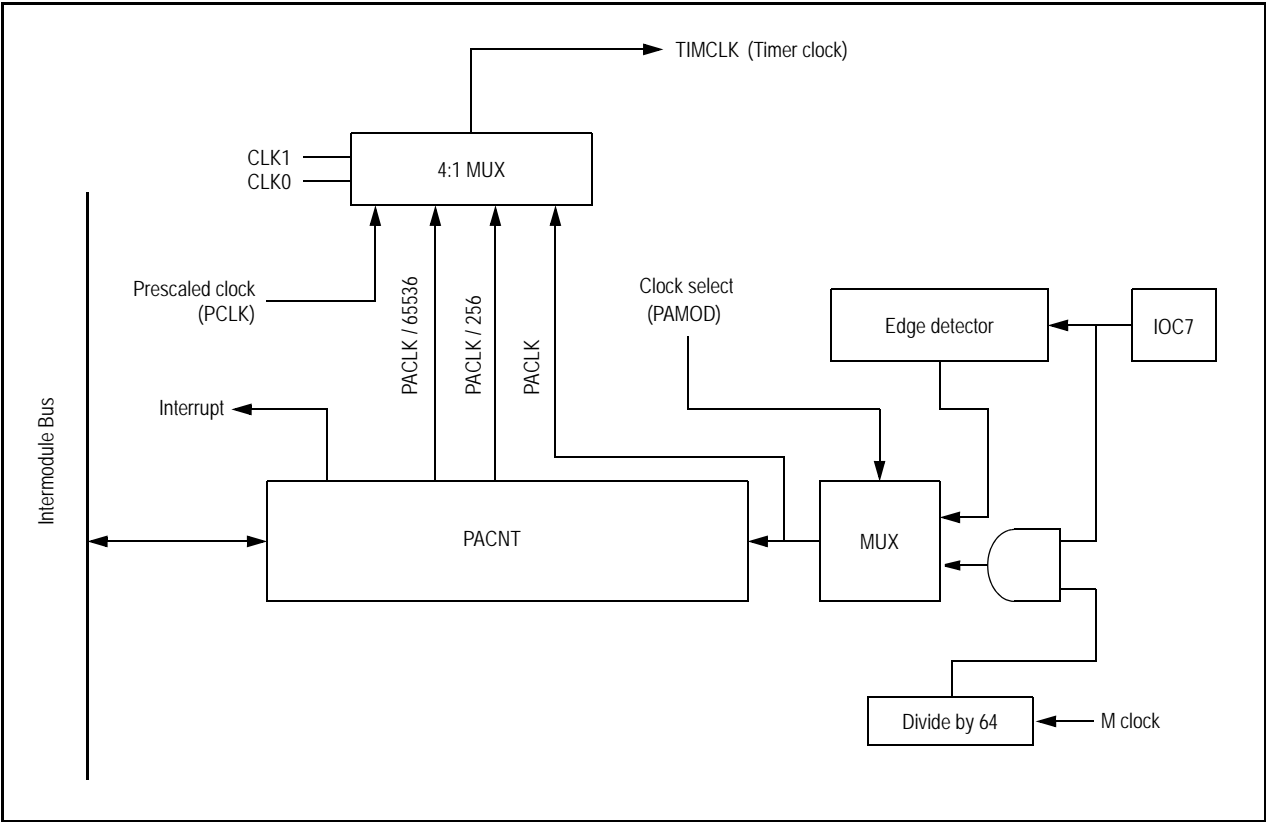 TIMCLK (Timer clock)
CLK1
CLK0
4:1 MUX
Prescaled clock
(PCLK)
PACLK / 65536
PACLK / 256
PACLK
Clock select
(PAMOD)
Edge detector
IOC7
Interrupt
Intermodule Bus
PACNT
MUX
Divide by 64
M clock